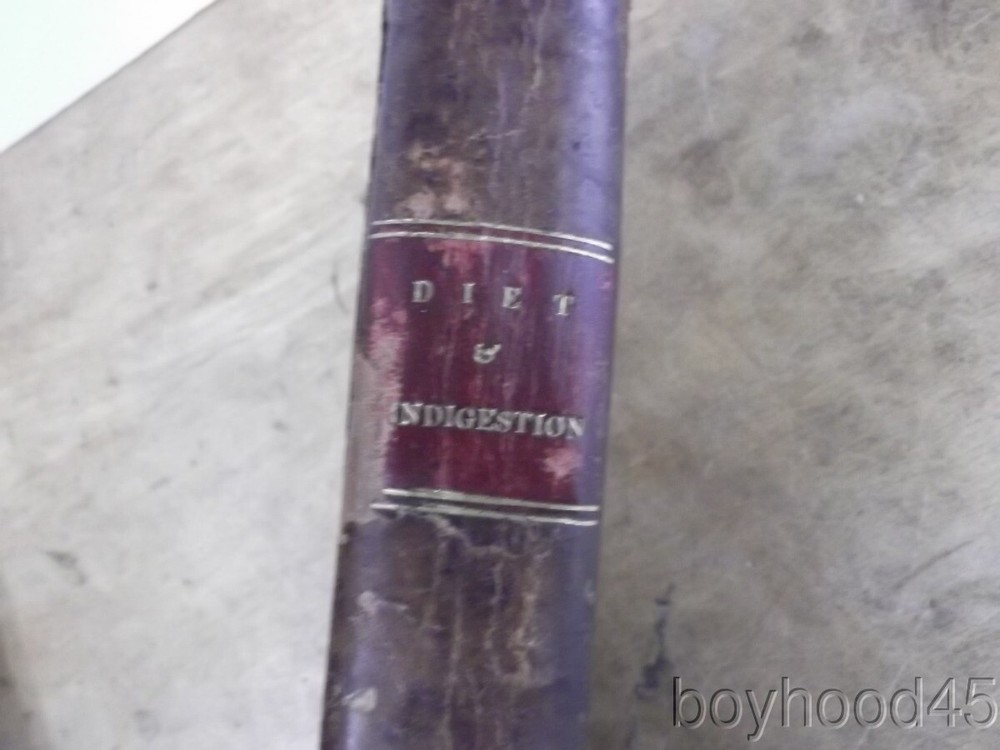 DIET
&
INDIGESTION
boyhood45